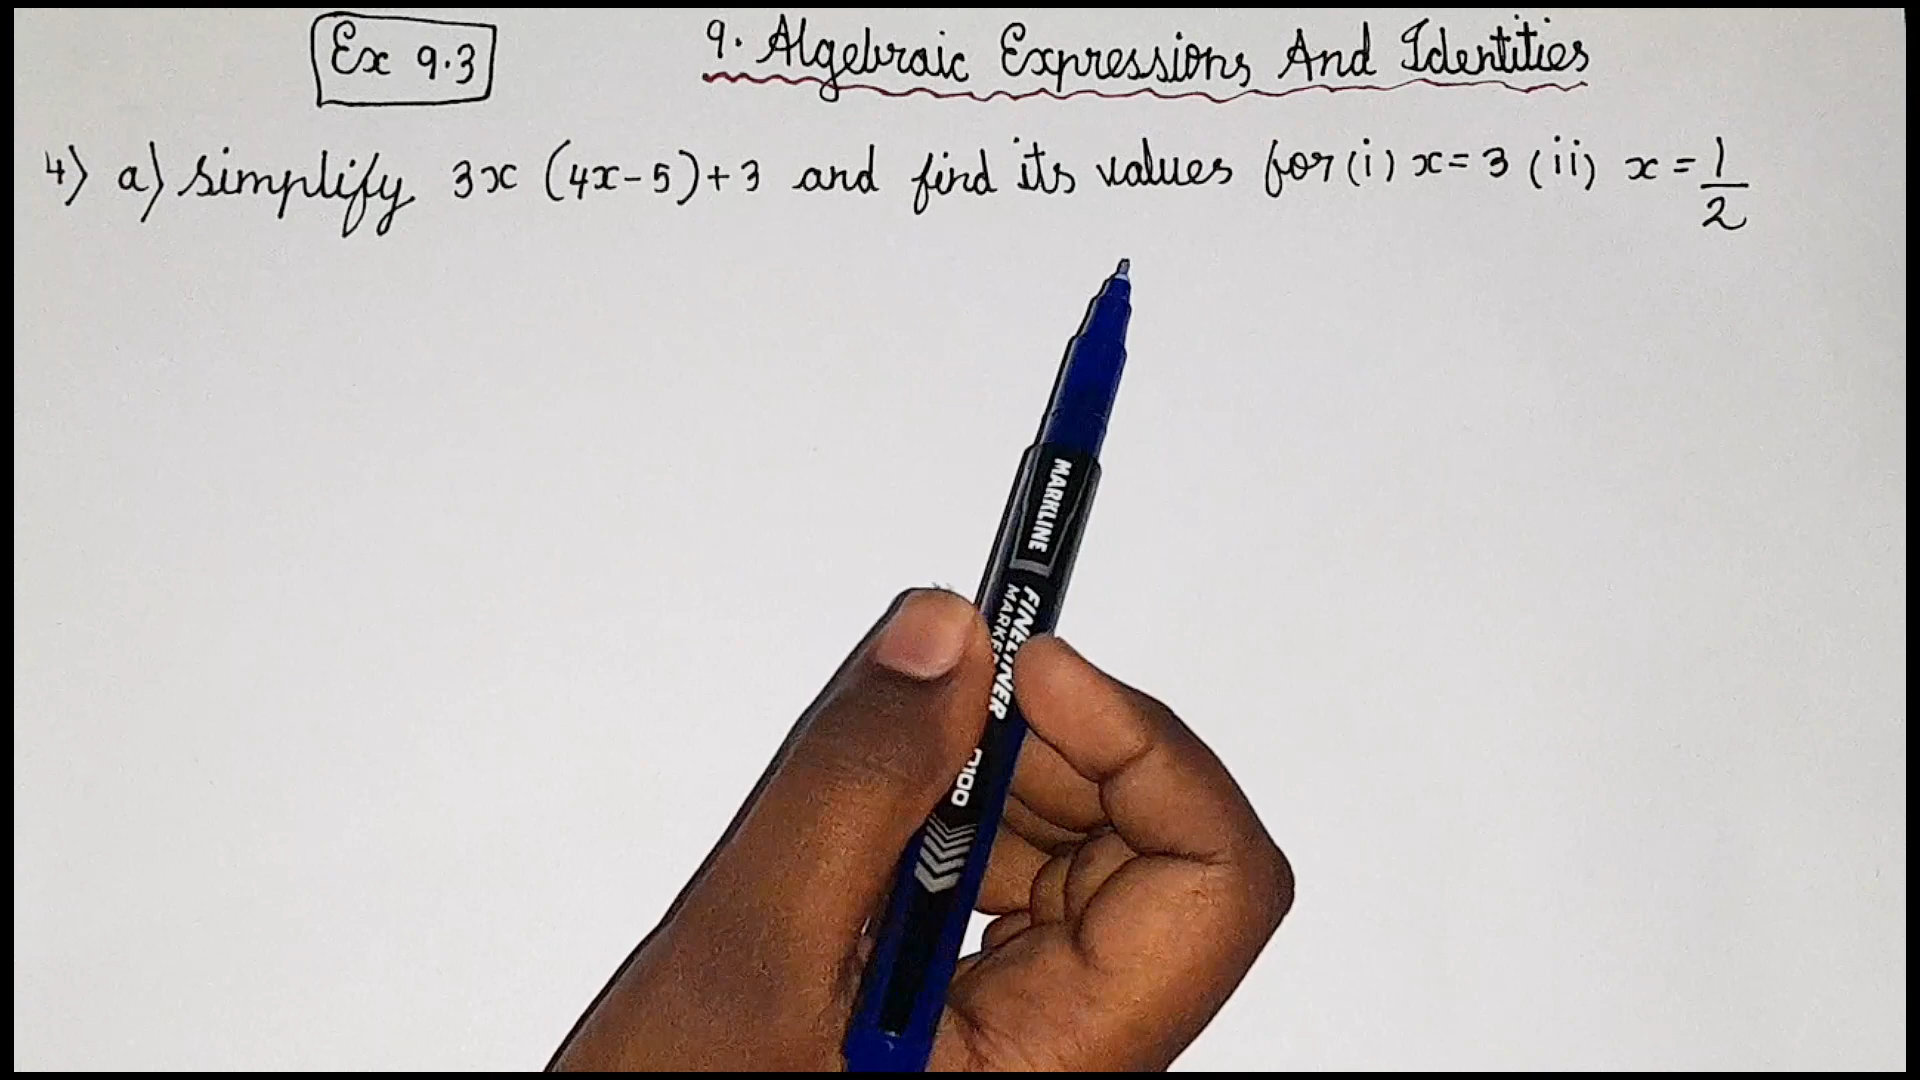 Ex 9.3
9. Algebraic Expressions And Identities
4) a) simplify 3x (4x-5)+3 and find its values for (i) x=3 (ii) x=1/2
MARKLINE
FINELINER